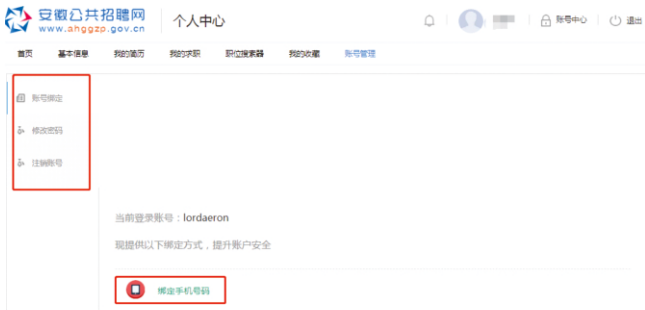 安徽公共招聘网 个人中心 账号中心 退出
www.ahggzp.gov.cn
首页 基本信息 我的简历 我的求职 职位搜索器 我的收藏 账号管理
账号绑定
修改密码
注销账号
当前登录账号：lordaeron
现提供以下绑定方式，提升账户安全
绑定手机号码